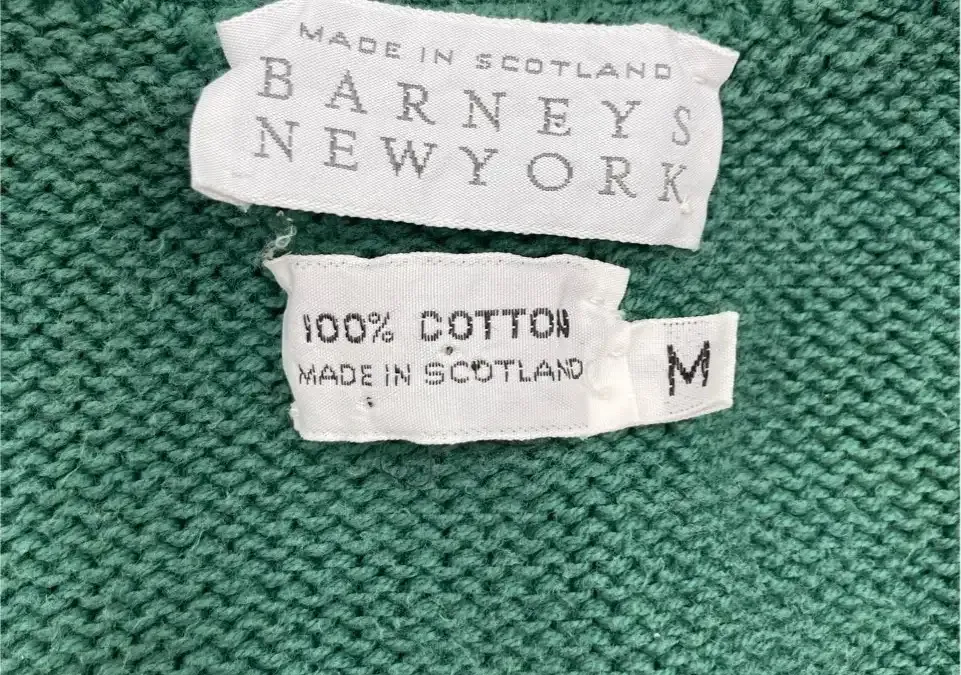 MADE IN SCOTLAND
BARNEYS
NEWYORK
100% COTTON
MADE IN SCOTLAND
M